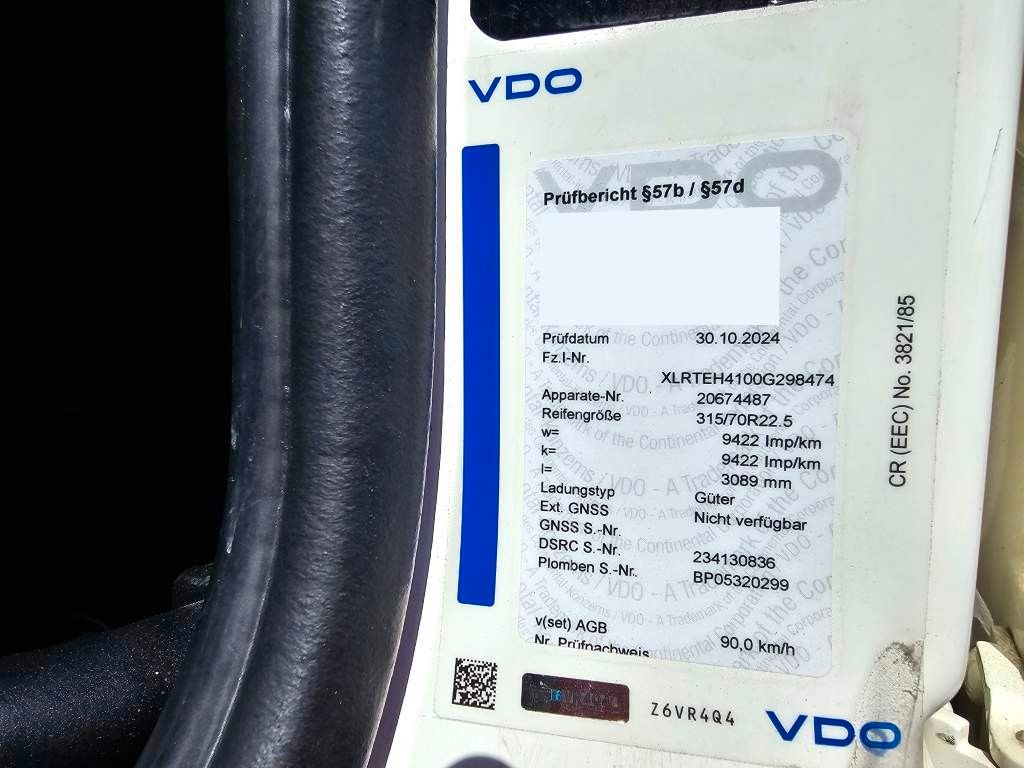 VDO
Prüfbericht §57b / §57d
Prüfdatum 30.10.2024
Fz.I-Nr.
XLRTEH4100G298474
Apparate-Nr. 20674487
Reifengröße 315/70R22.5
w= 9422 Imp/km
k= 9422 Imp/km
l= 3089 mm
Ladungstyp Güter
Ext. GNSS Nicht verfügbar
GNSS S.-Nr.
DSRC S.-Nr. 234130836
Plomben S.-Nr. BP05320299
v(set) AGB 90,0 km/h
Nr. Prüfnachweis
Z6VR4Q4
VDO
CR (EEC) No. 3821/85